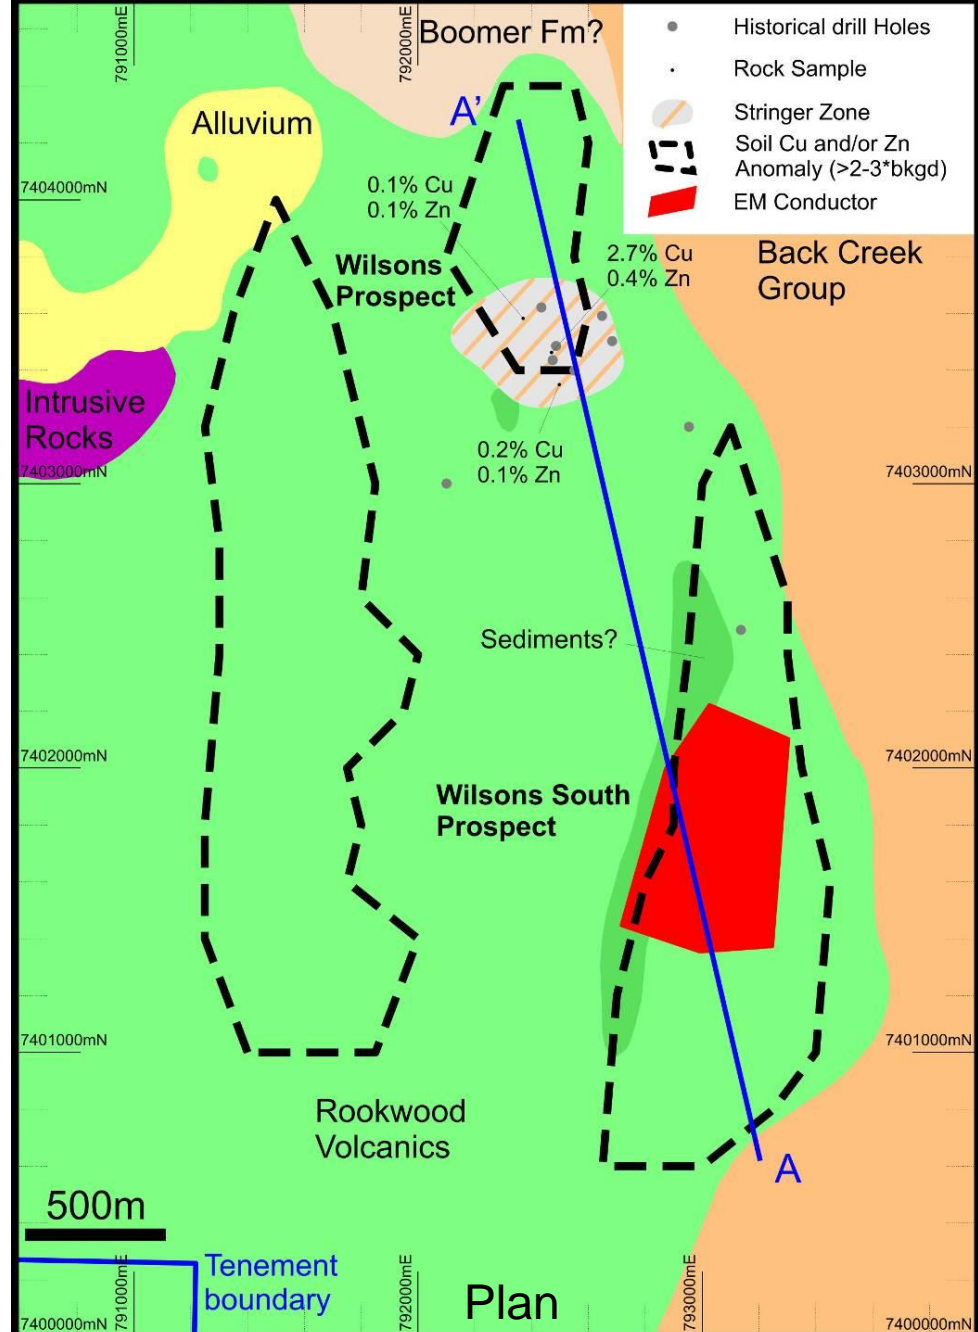 791000mE
792000mE
Boomer Fm?
Historical drill Holes
Rock Sample
Stringer Zone
Soil Cu and/or Zn
Anomaly (>2-3*bkgd)
EM Conductor
A’
Alluvium
7404000mN
0.1% Cu
0.1% Zn
Wilsons
Prospect
2.7% Cu
0.4% Zn
Back Creek
Group
Intrusive
Rocks
0.2% Cu
0.1% Zn
7403000mN
7403000mN
Sediments?
7402000mN
7402000mN
Wilsons South
Prospect
7401000mN
7401000mN
Rookwood
Volcanics
A
500m
Tenement
boundary
Plan
791000mE
792000mE
793000mE
7400000mN
7400000mN